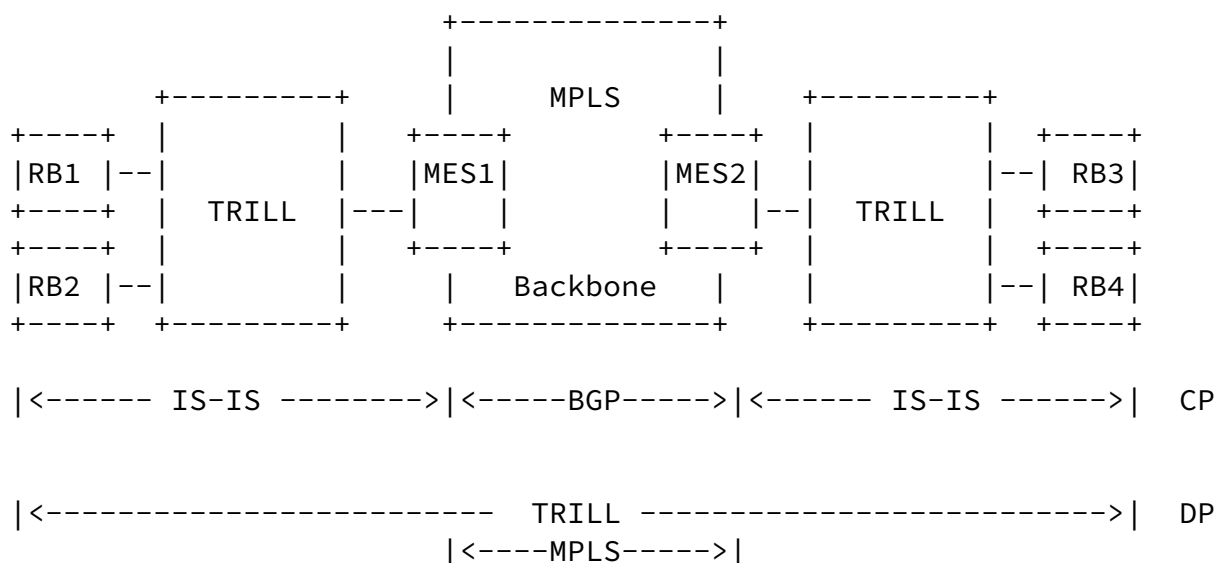 MPLS
RB1 MES1 MES2 RB3
TRILL TRILL
RB2 Backbone RB4
|<------ IS-IS -------->|<-----BGP----->|<------ IS-IS ------>| CP
|<------------------------- TRILL -------------------------->| DP
|<----MPLS----->|